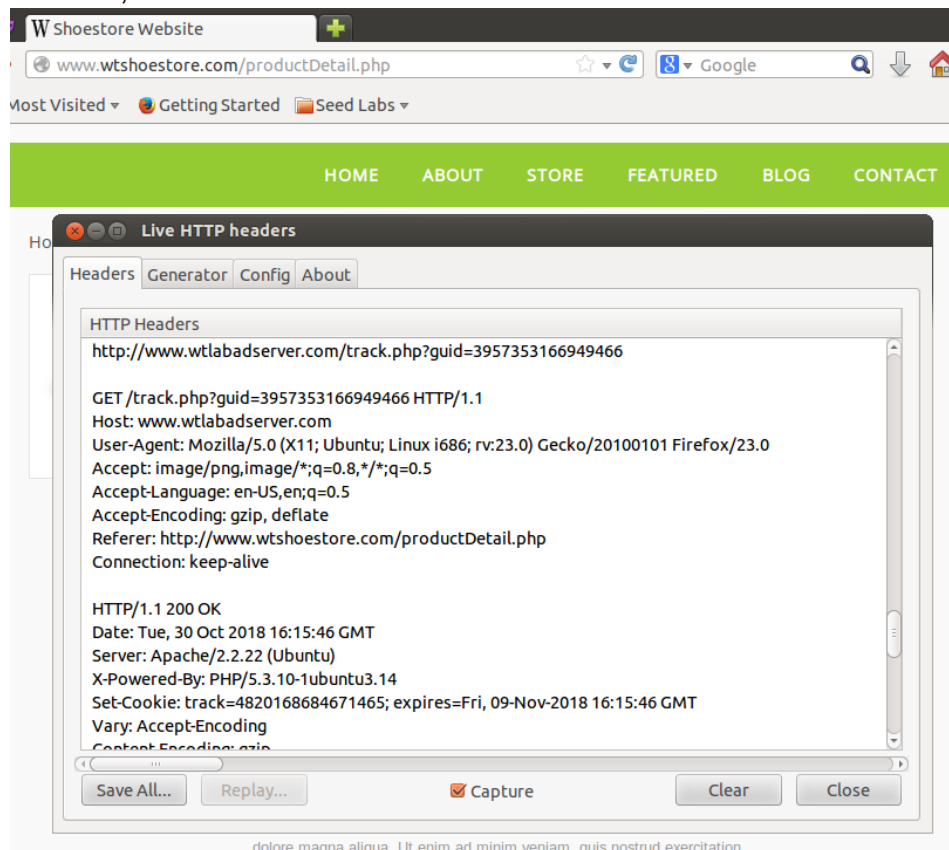 W Shoestore Website
www.wtshoestore.com/productDetail.php
8 Google
Most Visited Getting Started Seed Labs
HOME ABOUT STORE FEATURED BLOG CONTACT
Ho
Live HTTP headers
Headers Generator Config About
HTTP Headers
http://www.wtlabadserver.com/track.php?guid=3957353166949466
GET /track.php?guid=3957353166949466 HTTP/1.1
Host: www.wtlabadserver.com
User-Agent: Mozilla/5.0 (X11; Ubuntu; Linux i686; rv:23.0) Gecko/20100101 Firefox/23.0
Accept: image/png,image/*;q=0.8,*/*;q=0.5
Accept-Language: en-US,en;q=0.5
Accept-Encoding: gzip, deflate
Referer: http://www.wtshoestore.com/productDetail.php
Connection: keep-alive
HTTP/1.1 200 OK
Date: Tue, 30 Oct 2018 16:15:46 GMT
Server: Apache/2.2.22 (Ubuntu)
X-Powered-By: PHP/5.3.10-1ubuntu3.14
Set-Cookie: track=4820168684671465; expires=Fri, 09-Nov-2018 16:15:46 GMT
Vary: Accept-Encoding
Content-Encoding: gzip
Save All... Replay... Capture Clear Close
dolore magna aliqua. Ut enim ad minim veniam, quis nostrud exercitation